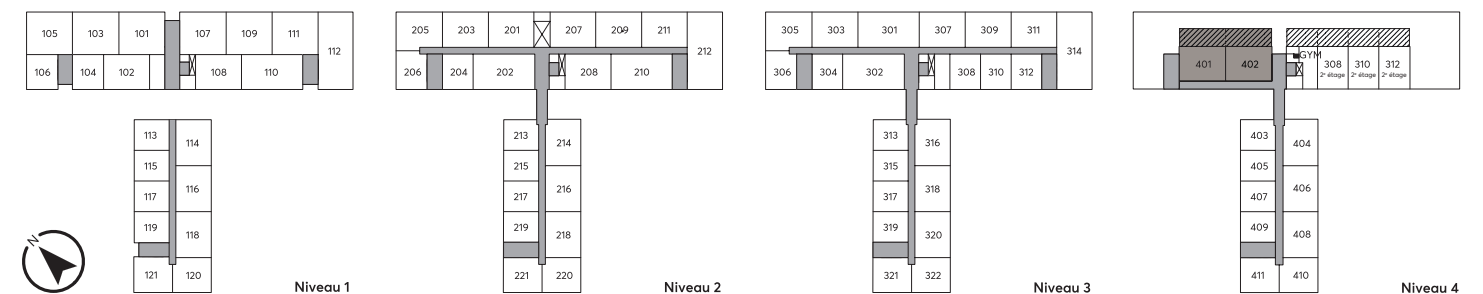 105 103 101 107 109 111 112
106 104 102 108 110
113 114
115
116
117
119 118
121 120
N
Niveau 1
205 203 201 207 209 211 212
206 204 202 208 210
213 214
215
216
217
219 218
221 220
Niveau 2
305 303 301 307 309 311 314
306 304 302 308 310 312
313 316
315
318
317
319 320
321 322
Niveau 3
GYM
401 402 308 310 312
2e étage 2e étage 2e étage
403 404
405
406
407
409 408
411 410
Niveau 4